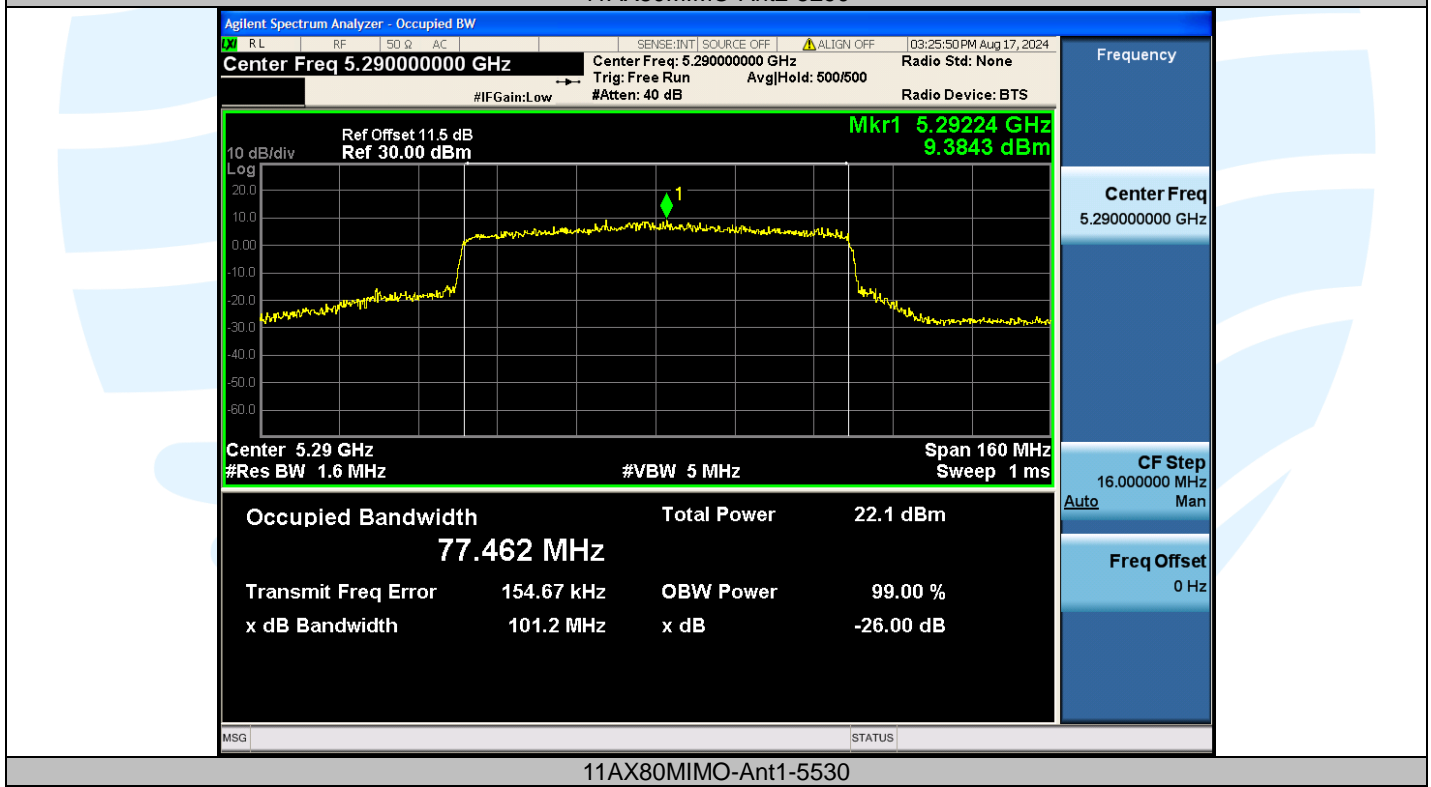 Agilent Spectrum Analyzer - Occupied BW
LXI RL RF 50 Ω AC SENSE:INT SOURCE OFF ALIGN OFF 03:25:50 PM Aug 17, 2024
Center Freq 5.290000000 GHz
#IFGain:Low
Center Freq: 5.290000000 GHz
Trig: Free Run Avg|Hold: 500/500
#Atten: 40 dB
Radio Std: None
Radio Device: BTS
Ref Offset 11.5 dB
10 dB/div Ref 30.00 dBm
Mkr1 5.29224 GHz
9.3843 dBm
Log
20.0
10.0
0.00
-10.0
-20.0
-30.0
-40.0
-50.0
-60.0
1
Center 5.29 GHz Span 160 MHz
#Res BW 1.6 MHz #VBW 5 MHz Sweep 1 ms
Occupied Bandwidth Total Power 22.1 dBm
77.462 MHz
Transmit Freq Error 154.67 kHz OBW Power 99.00 %
x dB Bandwidth 101.2 MHz x dB -26.00 dB
MSG STATUS
Frequency
Center Freq
5.290000000 GHz
CF Step
16.000000 MHz
Auto Man
Freq Offset
0 Hz
11AX80MIMO-Ant1-5530